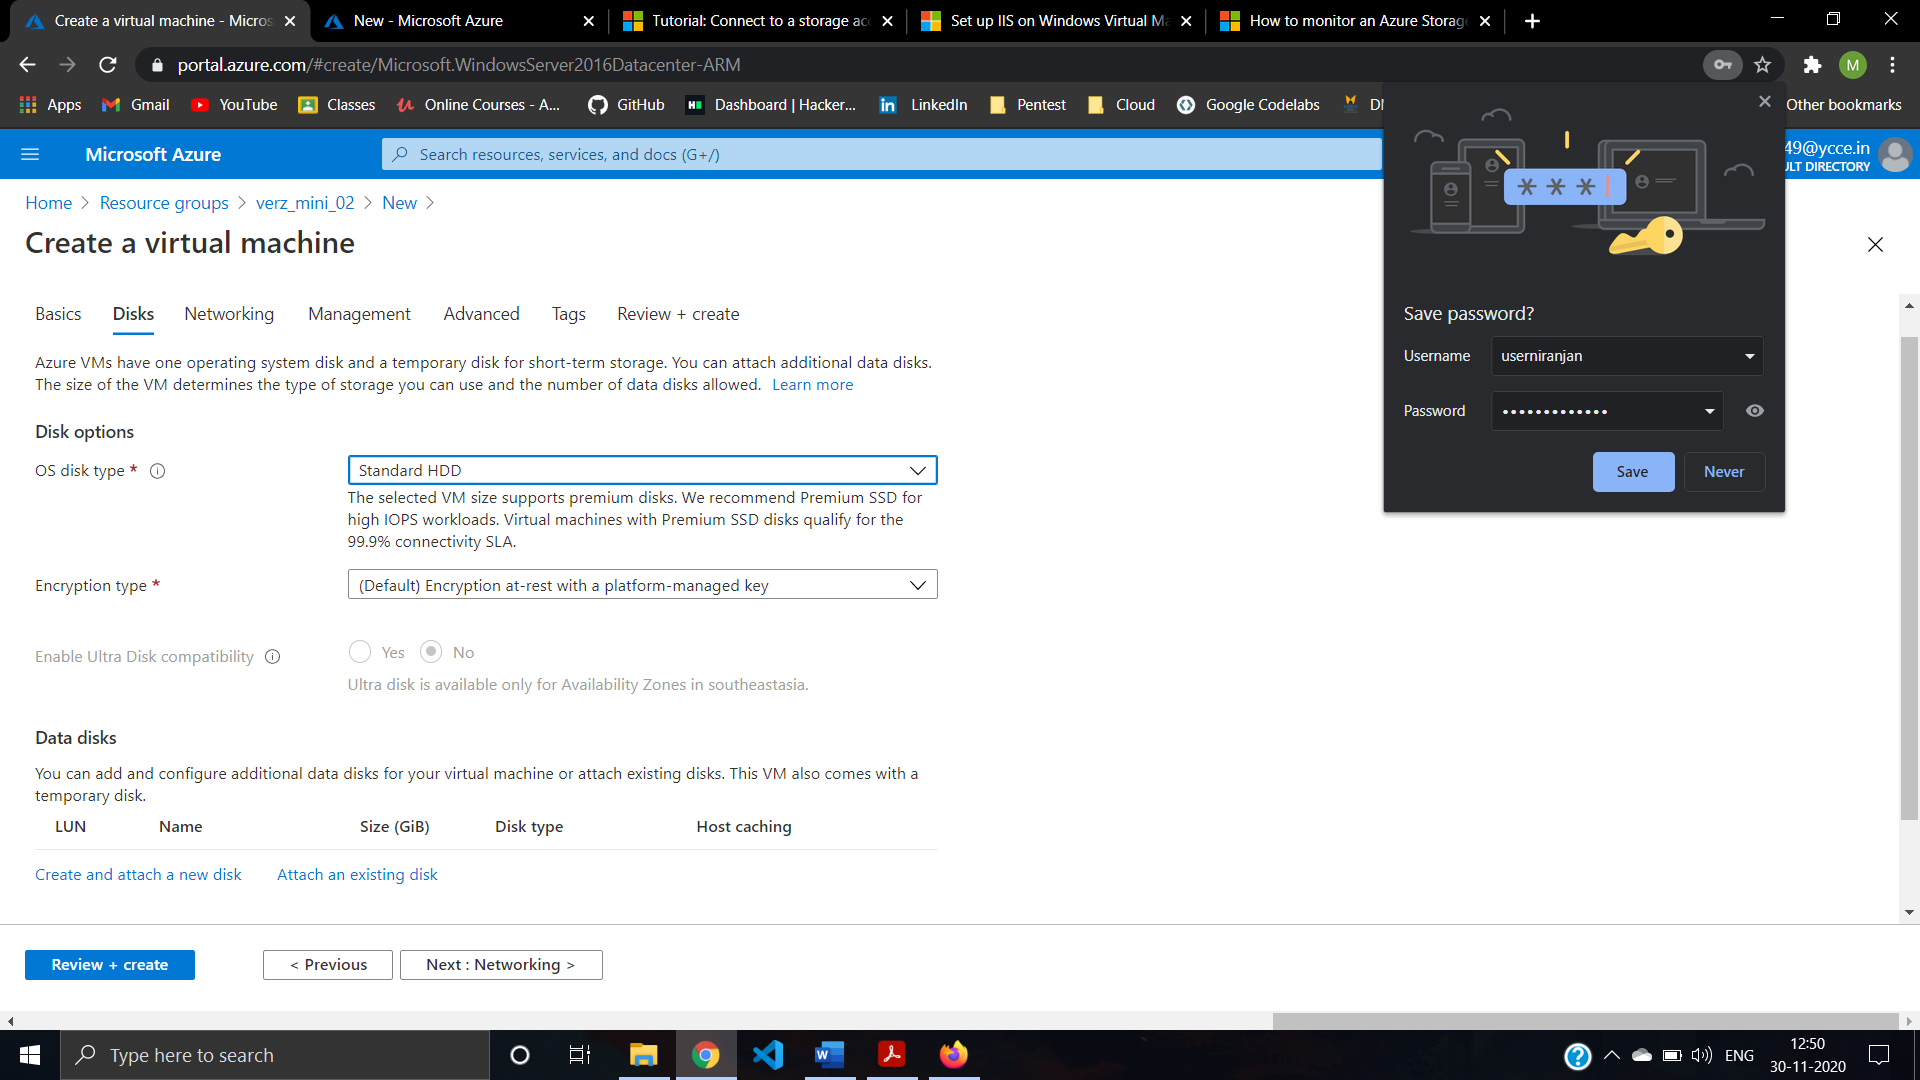 Create a virtual machine - Micros
New - Microsoft Azure
Tutorial: Connect to a storage acc
Set up IIS on Windows Virtual Ma
How to monitor an Azure Storage
portal.azure.com/#create/Microsoft.WindowsServer2016Datacenter-ARM
M
Apps
Gmail
YouTube
Classes
Online Courses - A...
GitHub
Dashboard | Hacker...
LinkedIn
Pentest
Cloud
Google Codelabs
Other bookmarks
Microsoft Azure
Search resources, services, and docs (G+/)
49@ycce.in
ULT DIRECTORY
Home > Resource groups > verz_mini_02 > New >
Create a virtual machine
Basics
Disks
Networking
Management
Advanced
Tags
Review + create
Azure VMs have one operating system disk and a temporary disk for short-term storage. You can attach additional data disks.
The size of the VM determines the type of storage you can use and the number of data disks allowed. Learn more
Disk options
OS disk type *
Standard HDD
The selected VM size supports premium disks. We recommend Premium SSD for
high IOPS workloads. Virtual machines with Premium SSD disks qualify for the
99.9% connectivity SLA.
Encryption type *
(Default) Encryption at-rest with a platform-managed key
Enable Ultra Disk compatibility
Yes
No
Ultra disk is available only for Availability Zones in southeastasia.
Data disks
You can add and configure additional data disks for your virtual machine or attach existing disks. This VM also comes with a
temporary disk.
LUN
Name
Size (GiB)
Disk type
Host caching
Create and attach a new disk
Attach an existing disk
Review + create
< Previous
Next : Networking >
Save password?
Username
userniranjan
Password
•••••••••••••
Save
Never
Type here to search
ENG
12:50
30-11-2020